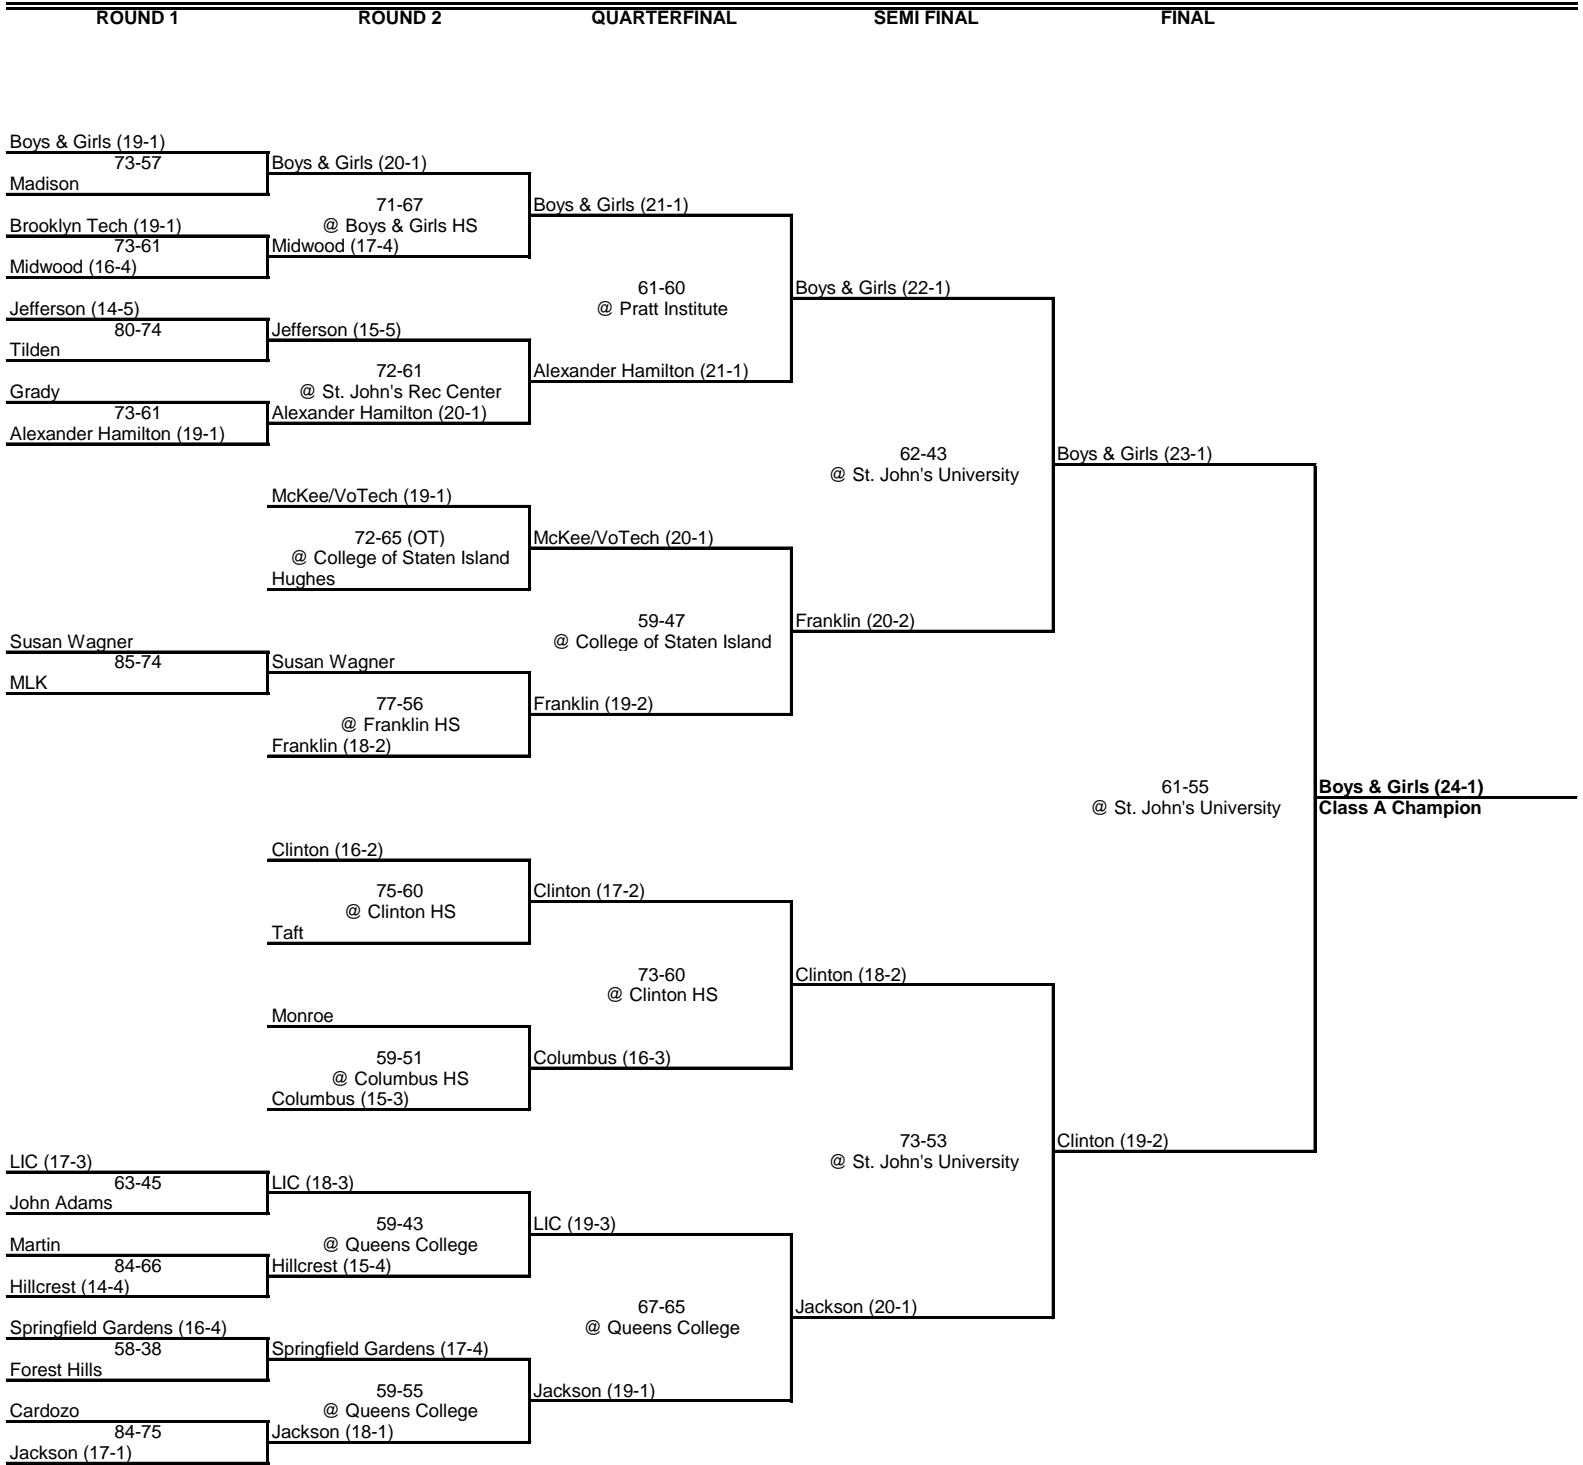 ROUND 1 ROUND 2 QUARTERFINAL SEMI FINAL FINAL
Boys & Girls (19-1)
73-57 Boys & Girls (20-1)
Madison
71-67 Boys & Girls (21-1)
Brooklyn Tech (19-1) @ Boys & Girls HS
73-61 Midwood (17-4)
Midwood (16-4)
61-60 Boys & Girls (22-1)
Jefferson (14-5) @ Pratt Institute
80-74 Jefferson (15-5)
Tilden
72-61 Alexander Hamilton (21-1)
Grady @ St. John's Rec Center
73-61 Alexander Hamilton (20-1)
Alexander Hamilton (19-1)
62-43 Boys & Girls (23-1)
@ St. John's University
McKee/VoTech (19-1)
72-65 (OT) McKee/VoTech (20-1)
@ College of Staten Island
Hughes
59-47 Franklin (20-2)
Susan Wagner @ College of Staten Island
85-74 Susan Wagner
MLK
77-56 Franklin (19-2)
@ Franklin HS
Franklin (18-2)
61-55 Boys & Girls (24-1)
@ St. John's University Class A Champion
Clinton (16-2)
75-60 Clinton (17-2)
@ Clinton HS
Taft
73-60 Clinton (18-2)
@ Clinton HS
Monroe
59-51 Columbus (16-3)
@ Columbus HS
Columbus (15-3)
73-53 Clinton (19-2)
LIC (17-3) @ St. John's University
63-45 LIC (18-3)
John Adams
59-43 LIC (19-3)
Martin @ Queens College
84-66 Hillcrest (15-4)
Hillcrest (14-4)
67-65 Jackson (20-1)
Springfield Gardens (16-4) @ Queens College
58-38 Springfield Gardens (17-4)
Forest Hills
59-55 Jackson (19-1)
Cardozo @ Queens College
84-75 Jackson (18-1)
Jackson (17-1)